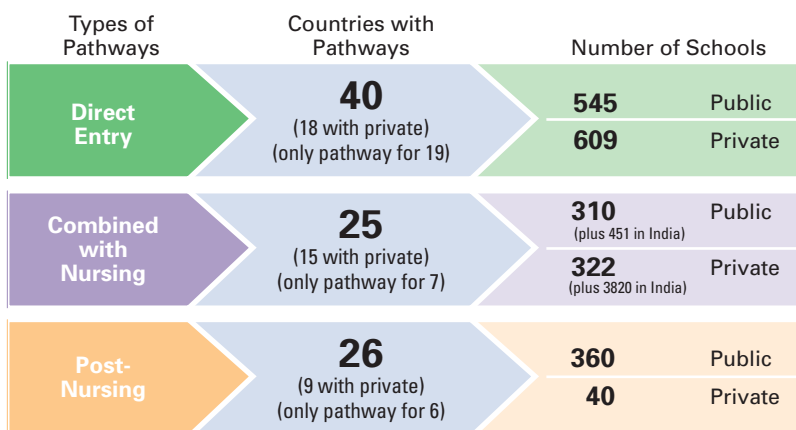 Types of
Pathways
Countries with
Pathways
Number of Schools
Direct
Entry
40
(18 with private)
(only pathway for 19)
545 Public
609 Private
Combined
with
Nursing
25
(15 with private)
(only pathway for 7)
310 Public
(plus 451 in India)
322 Private
(plus 3820 in India)
Post-
Nursing
26
(9 with private)
(only pathway for 6)
360 Public
40 Private